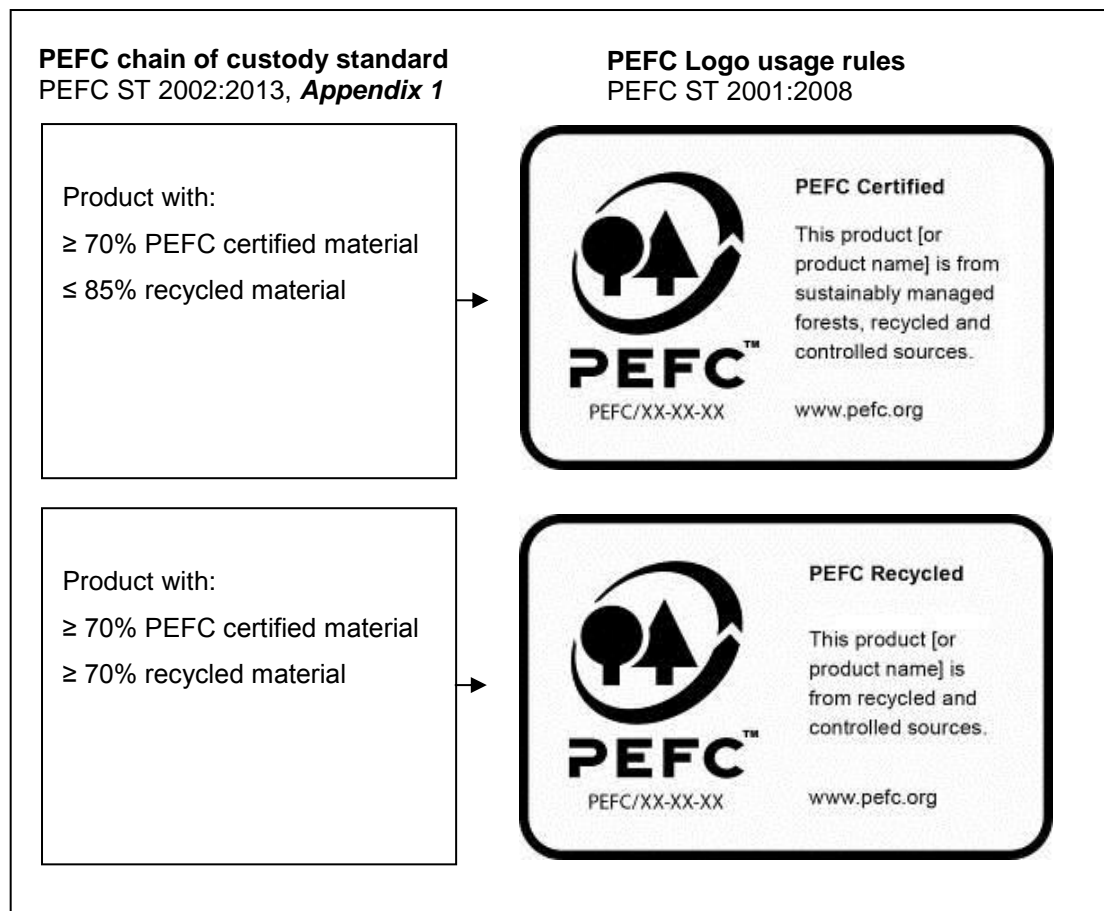 PEFC chain of custody standard
PEFC ST 2002:2013, Appendix 1
PEFC Logo usage rules
PEFC ST 2001:2008
Product with:
≥ 70% PEFC certified material
≤ 85% recycled material
PEFC™
PEFC/XX-XX-XX
PEFC Certified
This product [or
product name] is from
sustainably managed
forests, recycled and
controlled sources.
www.pefc.org
Product with:
≥ 70% PEFC certified material
≥ 70% recycled material
PEFC™
PEFC/XX-XX-XX
PEFC Recycled
This product [or
product name] is
from recycled and
controlled sources.
www.pefc.org